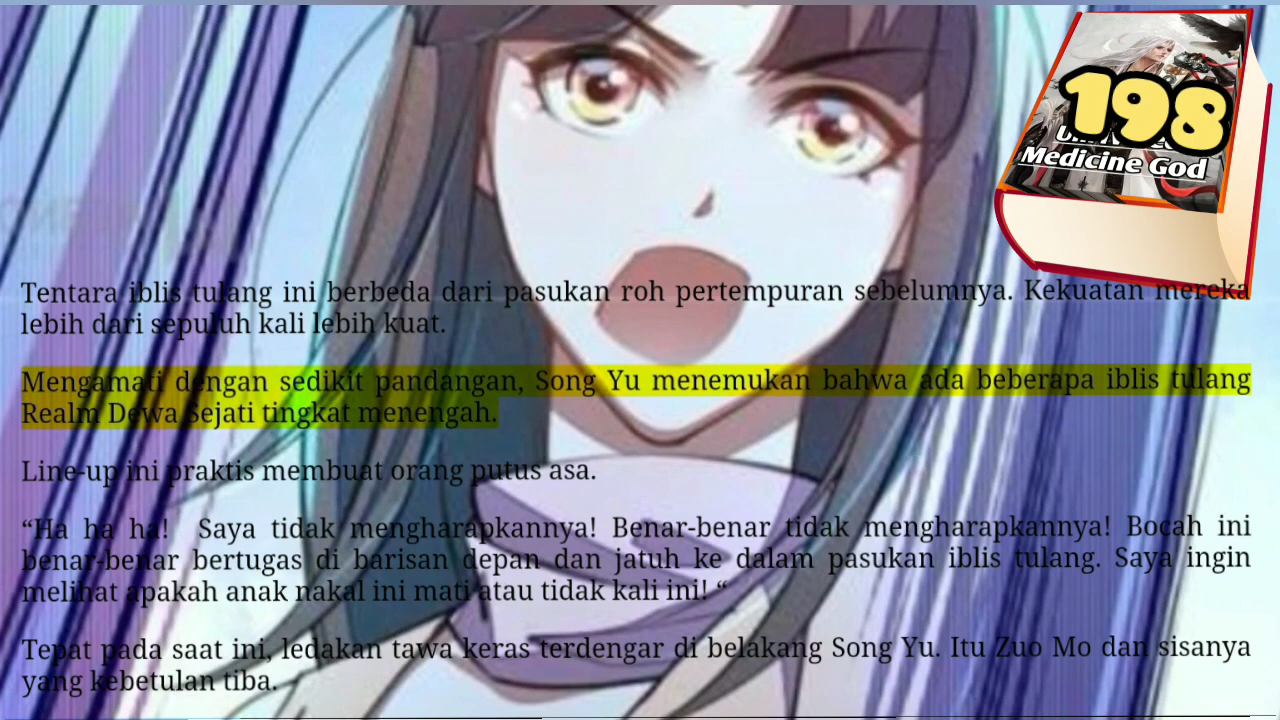 198
Medicine God
Tentara iblis tulang ini berbeda dari pasukan roh pertempuran sebelumnya. Kekuatan mereka
lebih dari sepuluh kali lebih kuat.
Mengamati dengan sedikit pandangan, Song Yu menemukan bahwa ada beberapa iblis tulang
Realm Dewa Sejati tingkat menengah.
Line-up ini praktis membuat orang putus asa.
“Ha ha ha!  Saya tidak mengharapkannya! Benar-benar tidak mengharapkannya! Bocah ini
benar-benar bertugas di barisan depan dan jatuh ke dalam pasukan iblis tulang. Saya ingin
melihat apakah anak nakal ini mati atau tidak kali ini! “
Tepat pada saat ini, ledakan tawa keras terdengar di belakang Song Yu. Itu Zuo Mo dan sisanya
yang kebetulan tiba.